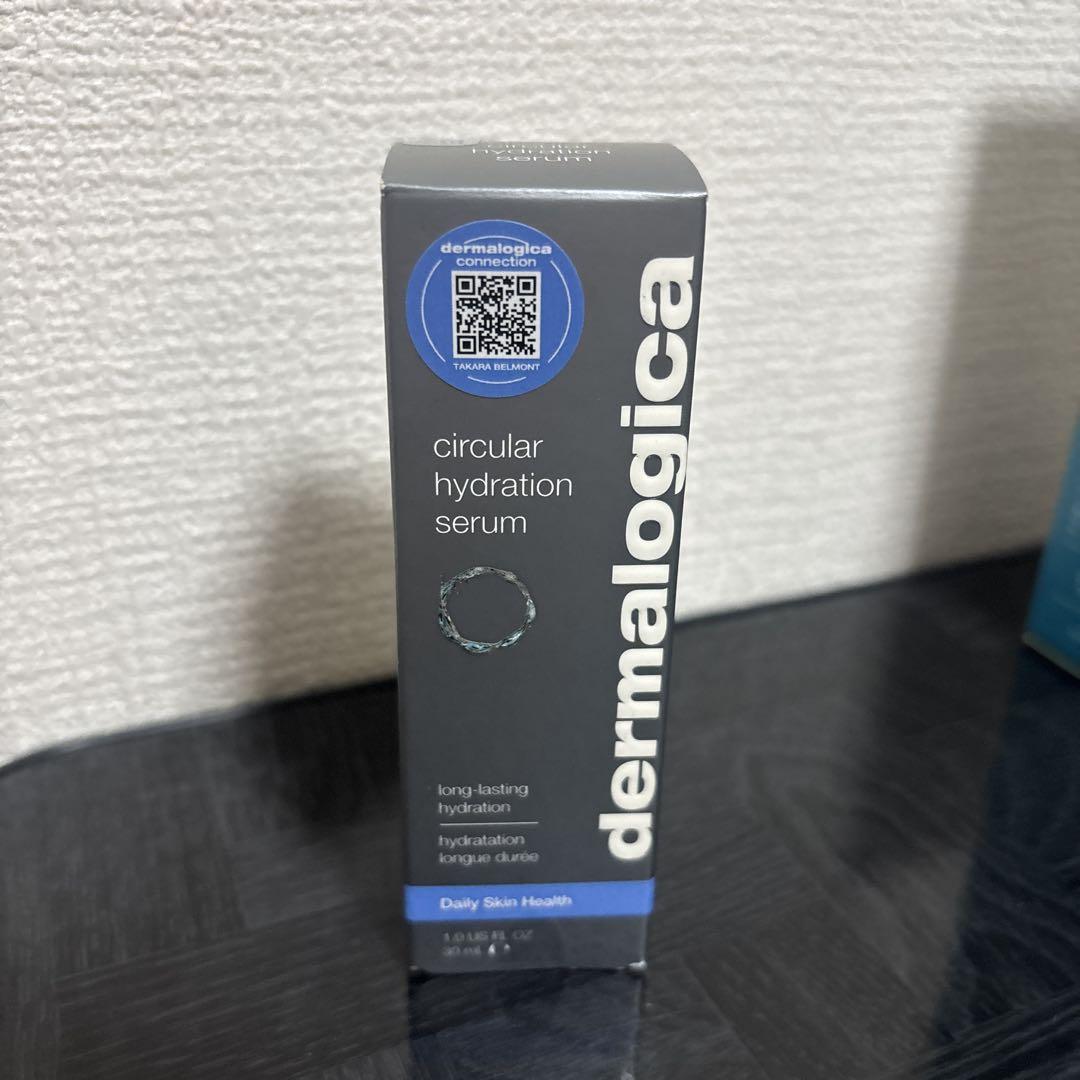 circular
hydration
serum
dermalogica
connection
TAKARA BELMONT
circular
hydration
serum
dermalogica
long-lasting
hydration
hydratation
longue durée
Daily Skin Health
1.0 US FL OZ
30 mL